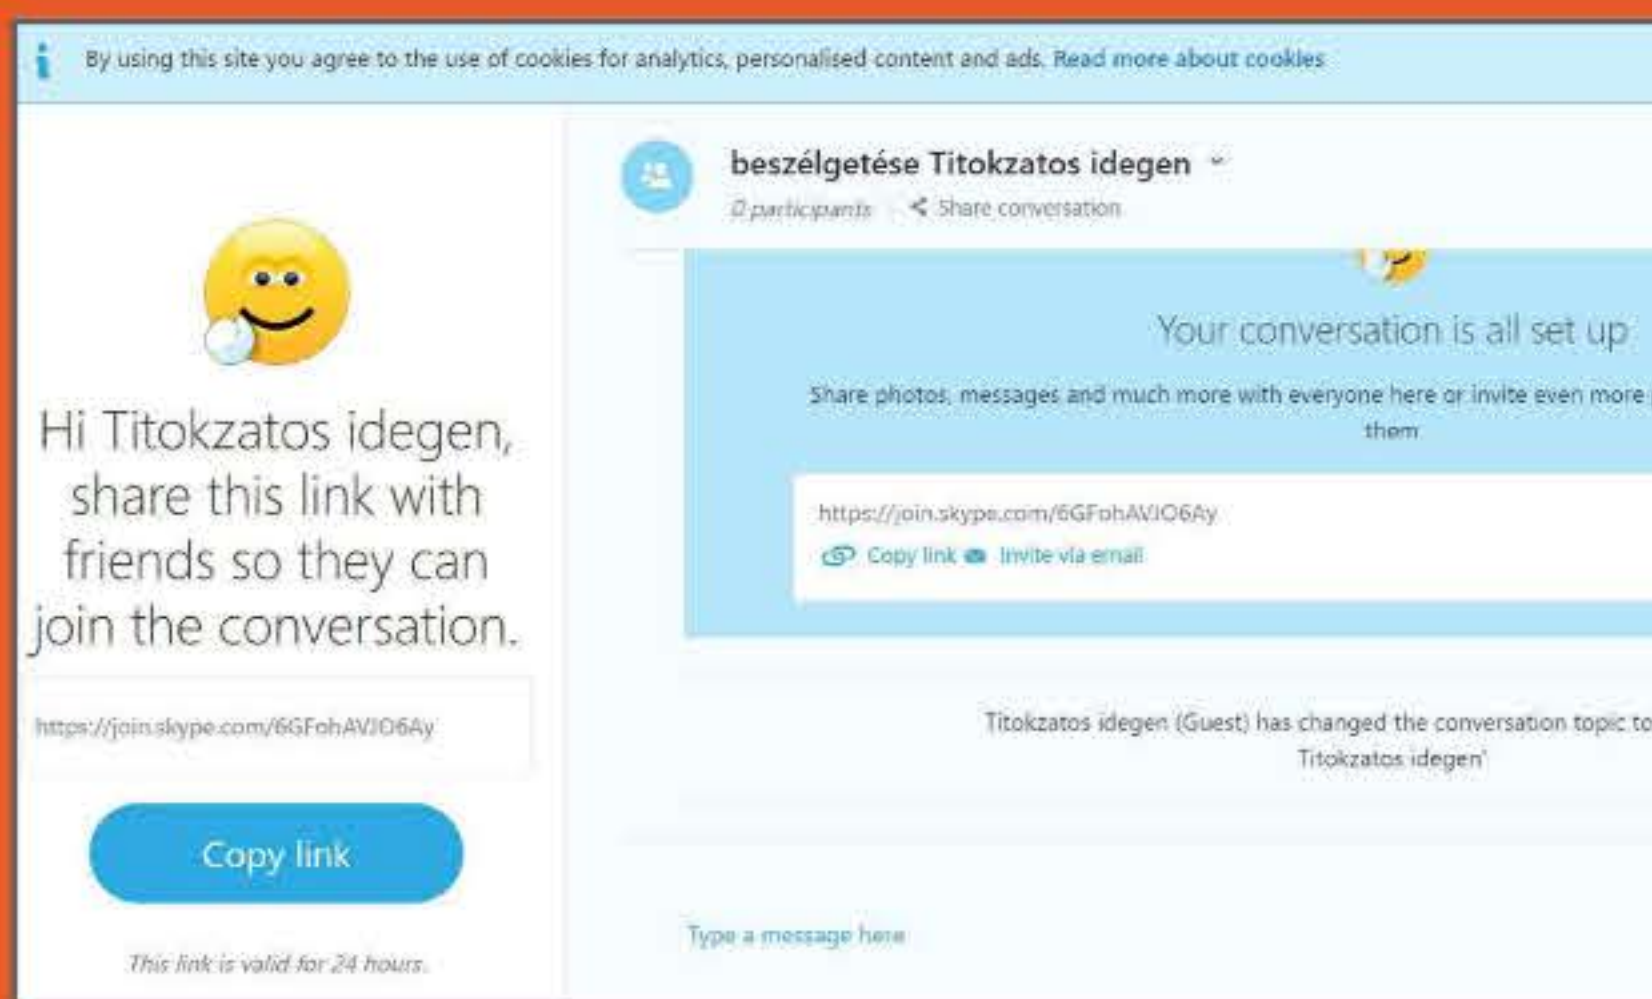 By using this site you agree to the use of cookies for analytics, personalised content and ads. Read more about cookies
Hi Titokzatos idegen,
share this link with
friends so they can
join the conversation.
https://join.skype.com/6GFohAVJO6Ay
Copy link
This link is valid for 24 hours.
beszélgetése Titokzatos idegen
0 participants
Share conversation
Your conversation is all set up
Share photos, messages and much more with everyone here or invite even more
them
https://join.skype.com/6GFohAVJO6Ay
Copy link Invite via email
Titokzatos idegen (Guest) has changed the conversation topic to
Titokzatos idegen'
Type a message here